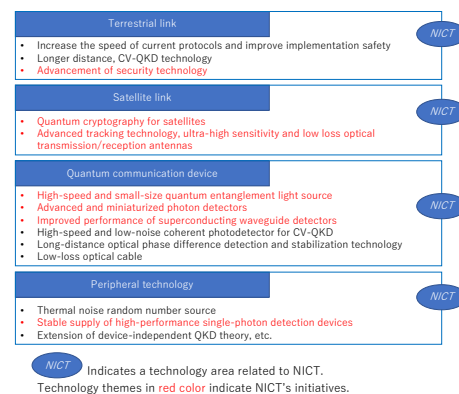 Terrestrial link
NICT
• Increase the speed of current protocols and improve implementation safety
• Longer distance, CV-QKD technology
• Advancement of security technology
Satellite link
NICT
• Quantum cryptography for satellites
• Advanced tracking technology, ultra-high sensitivity and low loss optical
transmission/reception antennas
Quantum communication device
• High-speed and small-size quantum entanglement light source
• Advanced and miniaturized photon detectors
NICT
• Improved performance of superconducting waveguide detectors
• High-speed and low-noise coherent photodetector for CV-QKD
• Long-distance optical phase difference detection and stabilization technology
• Low-loss optical cable
Peripheral technology
NICT
• Thermal noise random number source
• Stable supply of high-performance single-photon detection devices
• Extension of device-independent QKD theory, etc.
NICT Indicates a technology area related to NICT.
Technology themes in red color indicate NICT's initiatives.